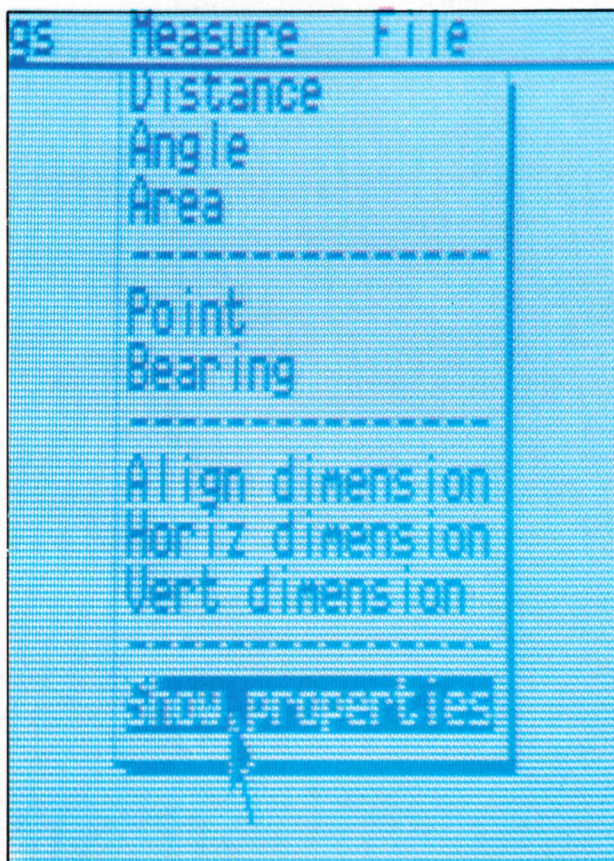 gs Measure File
Distance
Angle
Area
Point
Bearing
Align dimension
Horiz dimension
Vert dimension
Show properties